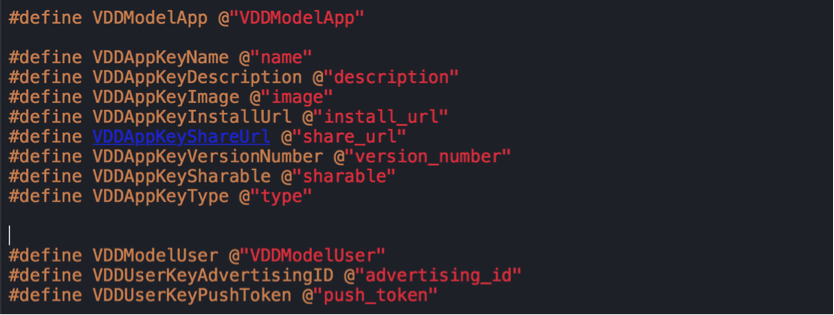 #define VDDModelApp @"VDDModelApp"
#define VDDAppKeyName @"name"
#define VDDAppKeyDescription @"description"
#define VDDAppKeyImage @"image"
#define VDDAppKeyInstallUrl @"install_url"
#define VDDAppKeyShareUrl @"share_url"
#define VDDAppKeyVersionNumber @"version_number"
#define VDDAppKeySharable @"sharable"
#define VDDAppKeyType @"type"
#define VDDModelUser @"VDDModelUser"
#define VDDUserKeyAdvertisingID @"advertising_id"
#define VDDUserKeyPushToken @"push_token"